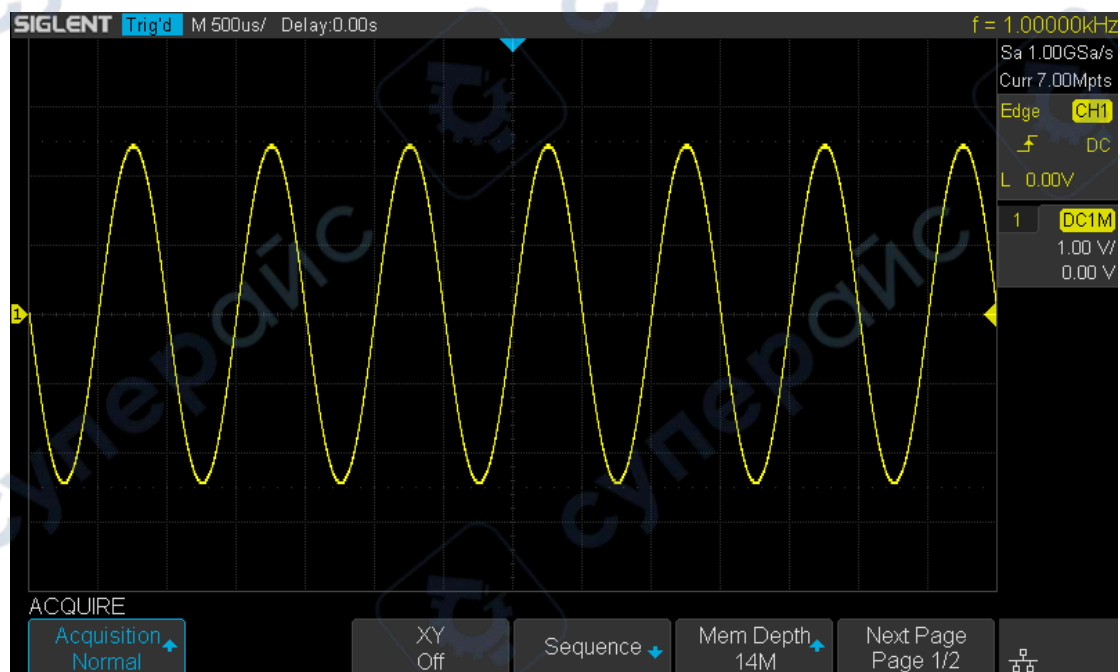 SIGLENT Trig'd M 500us/ Delay:0.00s f = 1.00000kHz
Sa 1.00GSa/s
Curr 7.00Mpts
Edge CH1
DC
L 0.00V
1 DC1M
1.00 V/
0.00 V
1
суперайс
суперайс
ACQUIRE
Acquisition
Normal
XY
Off
Sequence
Mem Depth
14M
Next Page
Page 1/2